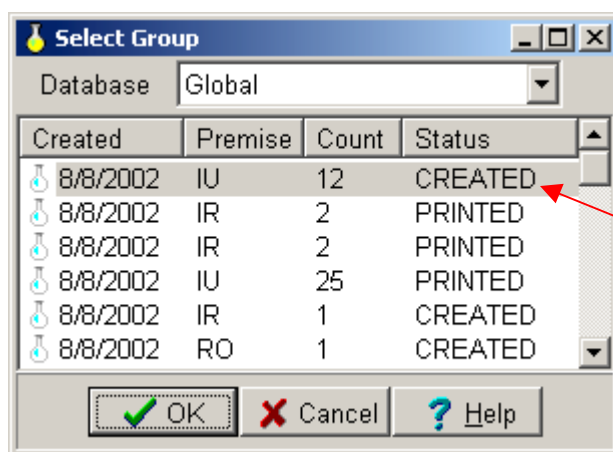 Select Group
Database Global
Created Premise Count Status
8/8/2002 IU 12 CREATED
8/8/2002 IR 2 PRINTED
8/8/2002 IR 2 PRINTED
8/8/2002 IU 25 PRINTED
8/8/2002 IR 1 CREATED
8/8/2002 RO 1 CREATED
OK Cancel Help